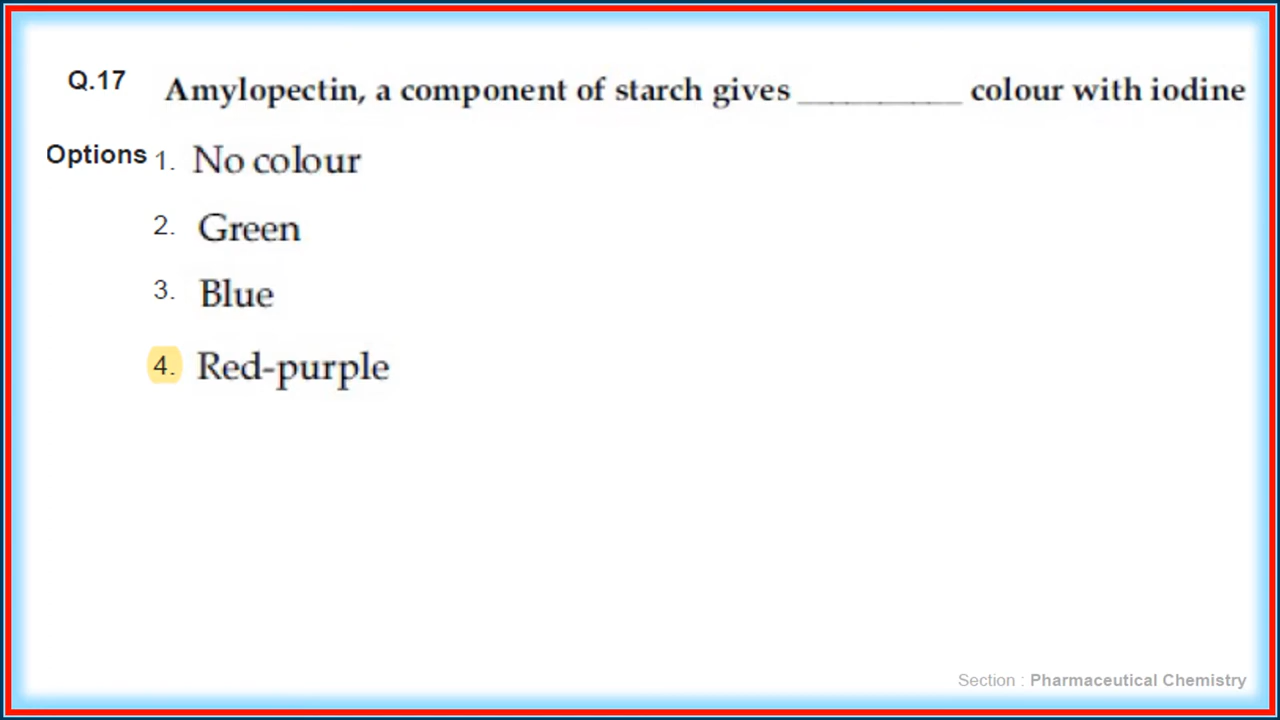 Q.17 Amylopectin, a component of starch gives __________ colour with iodine
Options 1. No colour
2. Green
3. Blue
4. Red-purple
Section : Pharmaceutical Chemistry